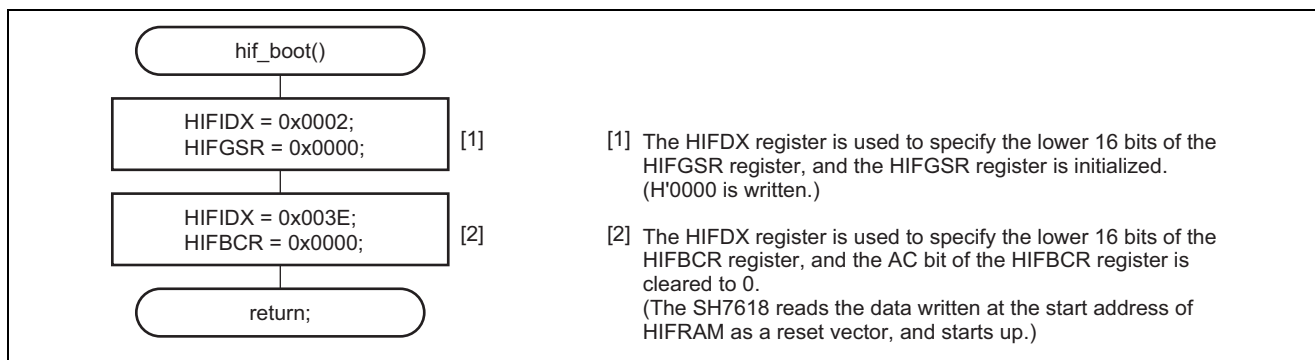 hif_boot()
HIFIDX = 0x0002;
HIFGSR = 0x0000;
[1]
[1] The HIFDX register is used to specify the lower 16 bits of the
HIFGSR register, and the HIFGSR register is initialized.
(H'0000 is written.)
HIFIDX = 0x003E;
HIFBCR = 0x0000;
[2]
[2] The HIFDX register is used to specify the lower 16 bits of the
HIFBCR register, and the AC bit of the HIFBCR register is
cleared to 0.
(The SH7618 reads the data written at the start address of
HIFRAM as a reset vector, and starts up.)
return;